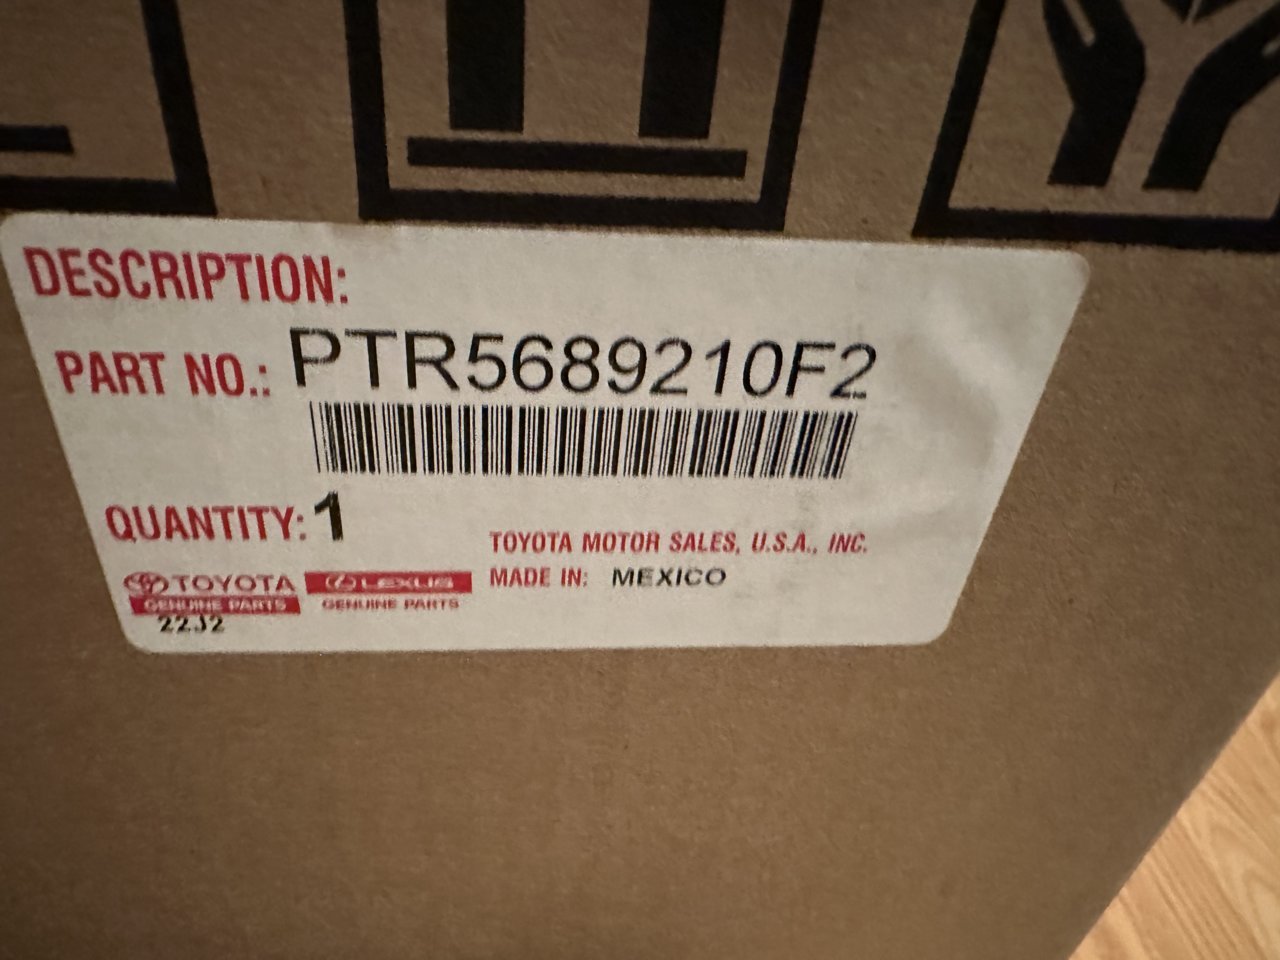 DESCRIPTION:
PART NO.: PTR5689210F2
QUANTITY: 1
TOYOTA MOTOR SALES, U.S.A., INC.
MADE IN: MEXICO
TOYOTA
GENUINE PARTS
LEXUS
GENUINE PARTS
22J2